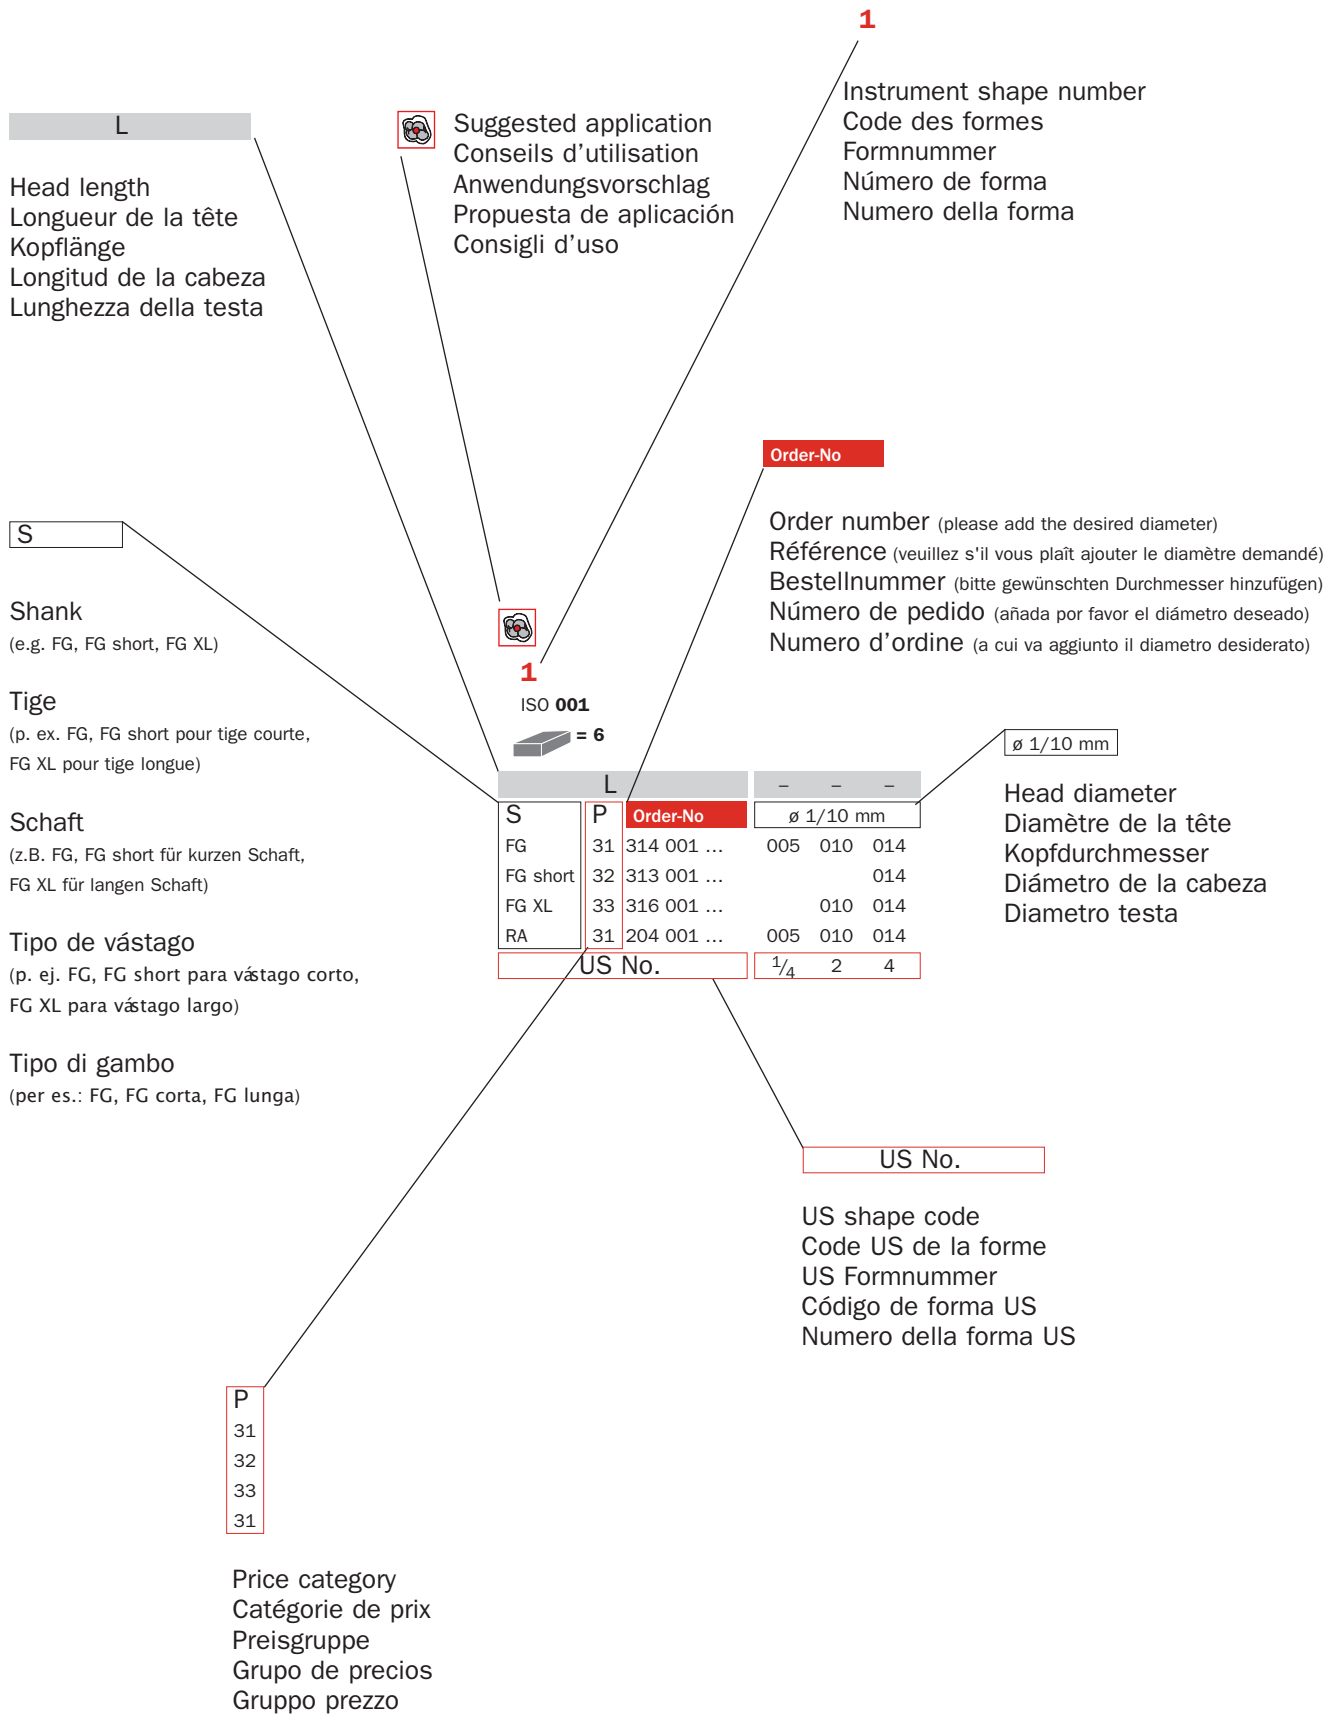 1
Instrument shape number
Code des formes
Formnummer
Número de forma
Numero della forma
L
Head length
Longueur de la tête
Kopflänge
Longitud de la cabeza
Lunghezza della testa
Suggested application
Conseils d’utilisation
Anwendungsvorschlag
Propuesta de aplicación
Consigli d’uso
Order-No
Order number (please add the desired diameter)
Référence (veuillez s'il vous plaît ajouter le diamètre demandé)
Bestellnummer (bitte gewünschten Durchmesser hinzufügen)
Número de pedido (añada por favor el diámetro deseado)
Numero d’ordine (a cui va aggiunto il diametro desiderato)
S
Shank
(e.g. FG, FG short, FG XL)
Tige
(p. ex. FG, FG short pour tige courte,
FG XL pour tige longue)
Schaft
(z.B. FG, FG short für kurzen Schaft,
FG XL für langen Schaft)
Tipo de vástago
(p. ej. FG, FG short para vástago corto,
FG XL para vástago largo)
Tipo di gambo
(per es.: FG, FG corta, FG lunga)
1
ISO 001
= 6
L – – –
S P Order-No ø 1/10 mm
FG 31 314 001 ... 005 010 014
FG short 32 313 001 ... 014
FG XL 33 316 001 ... 010 014
RA 31 204 001 ... 005 010 014
US No. 1/4 2 4
ø 1/10 mm
Head diameter
Diamètre de la tête
Kopfdurchmesser
Diámetro de la cabeza
Diametro testa
US No.
US shape code
Code US de la forme
US Formnummer
Código de forma US
Numero della forma US
P
31
32
33
31
Price category
Catégorie de prix
Preisgruppe
Grupo de precios
Gruppo prezzo